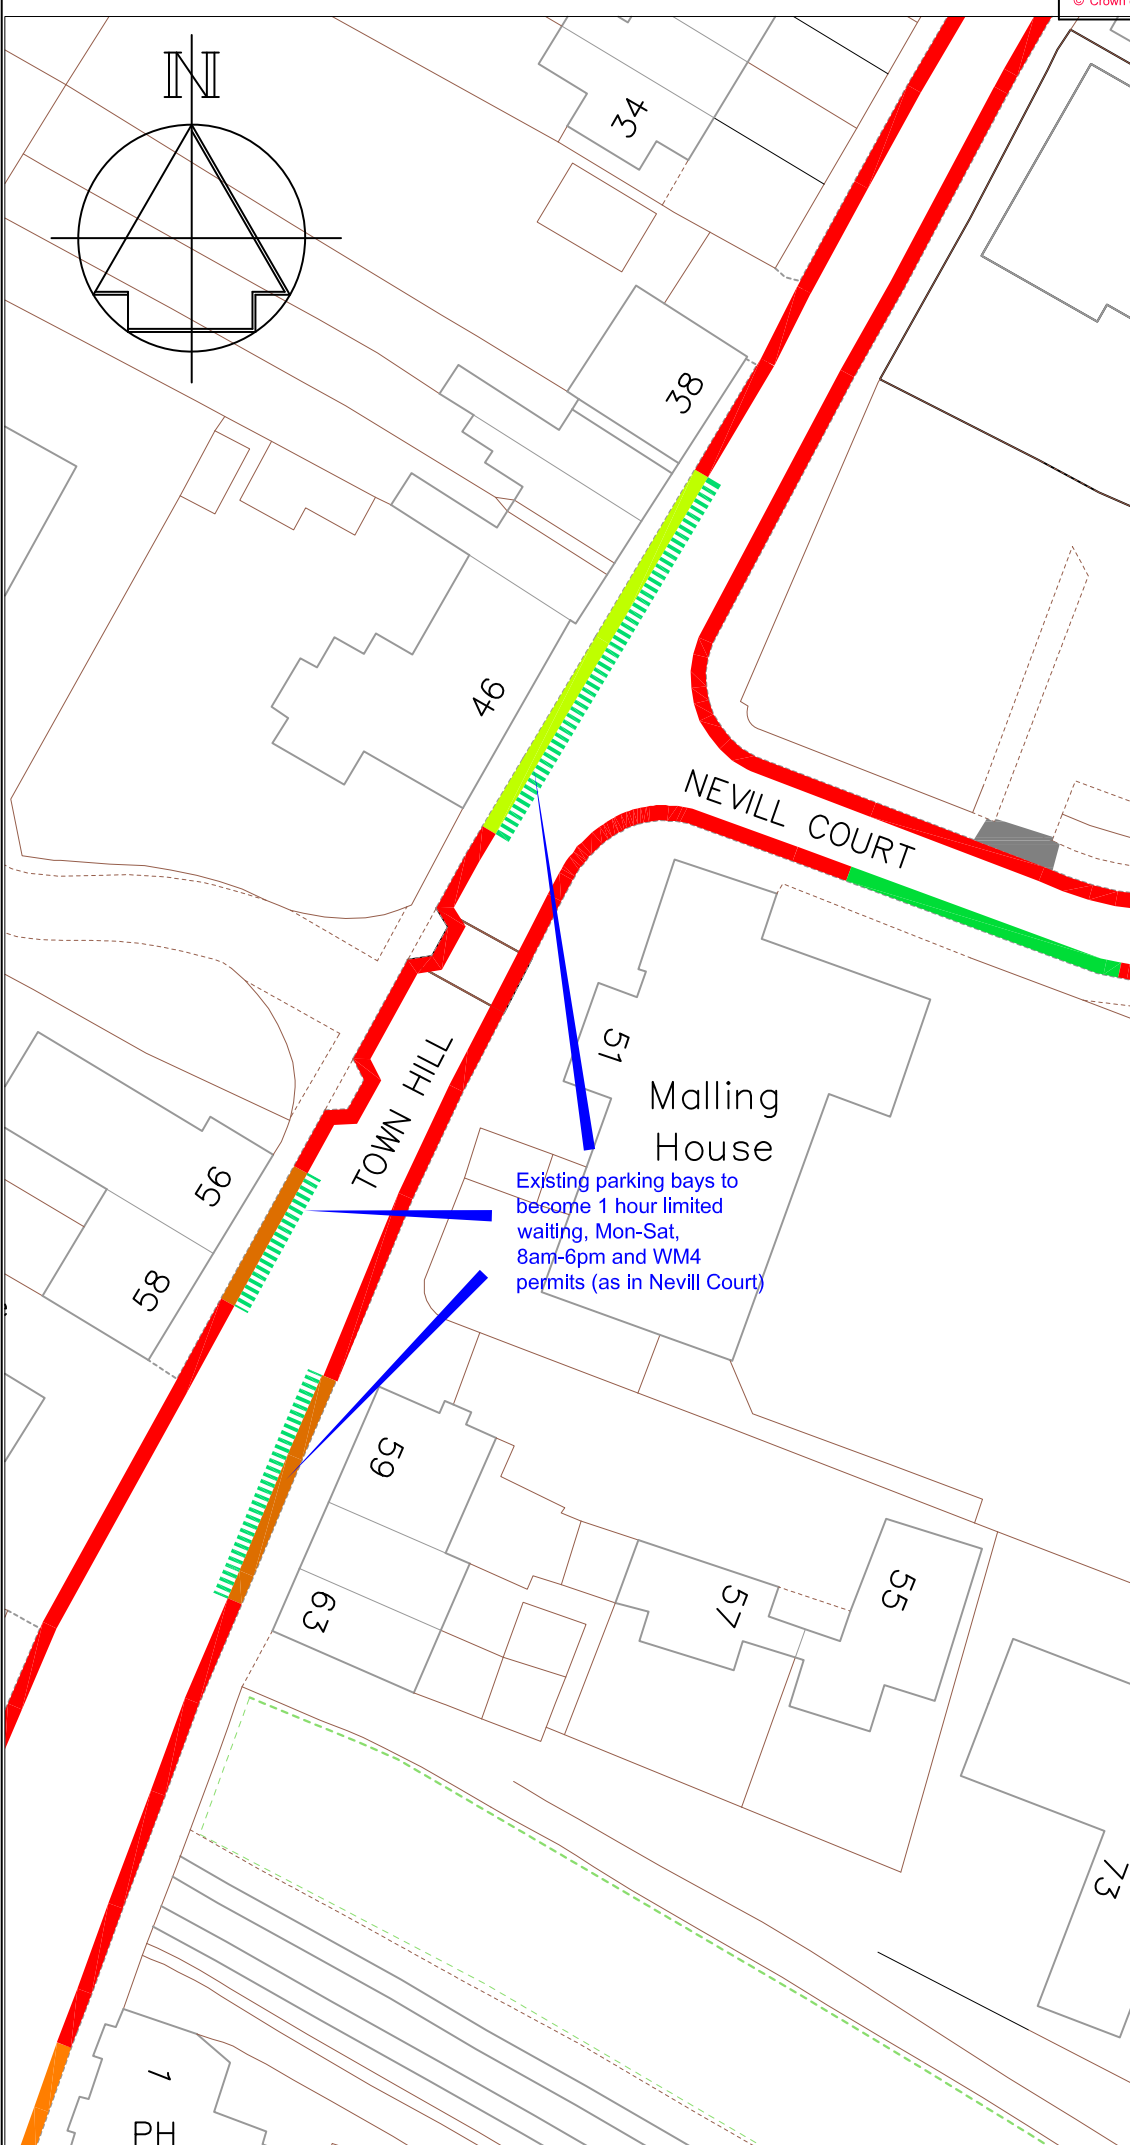 © Crown
N
34
38
46
NEVILL COURT
51
Malling
House
TOWN HILL
56
58
Existing parking bays to
become 1 hour limited
waiting, Mon-Sat,
8am-6pm and WM4
permits (as in Nevill Court)
59
63
57
55
73
1
PH